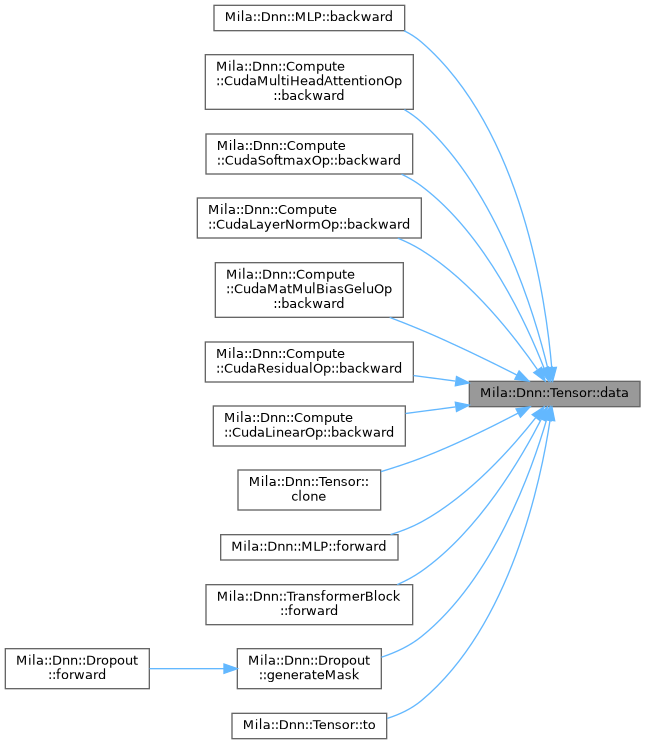 Mila::Dnn::MLP::backward
Mila::Dnn::Compute
::CudaMultiHeadAttentionOp
::backward
Mila::Dnn::Compute
::CudaSoftmaxOp::backward
Mila::Dnn::Compute
::CudaLayerNormOp::backward
Mila::Dnn::Compute
::CudaMatMulBiasGeluOp
::backward
Mila::Dnn::Compute
::CudaResidualOp::backward
Mila::Dnn::Tensor::data
Mila::Dnn::Compute
::CudaLinearOp::backward
Mila::Dnn::Tensor::
clone
Mila::Dnn::MLP::forward
Mila::Dnn::TransformerBlock
::forward
Mila::Dnn::Dropout
::forward
Mila::Dnn::Dropout
::generateMask
Mila::Dnn::Tensor::to